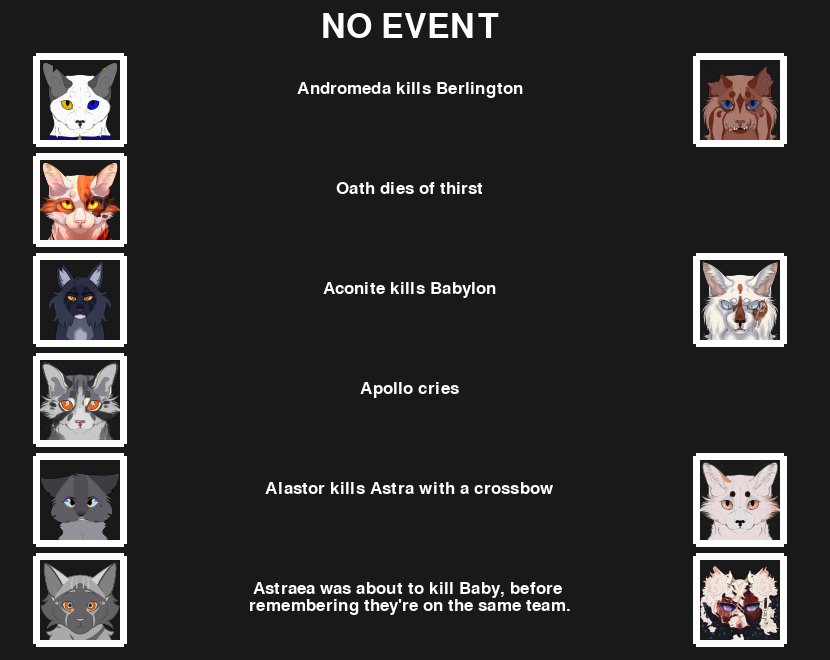 NO EVENT
Andromeda kills Berlington
Oath dies of thirst
Aconite kills Babylon
Apollo cries
Alastor kills Astra with a crossbow
Astraea was about to kill Baby, before
remembering they're on the same team.